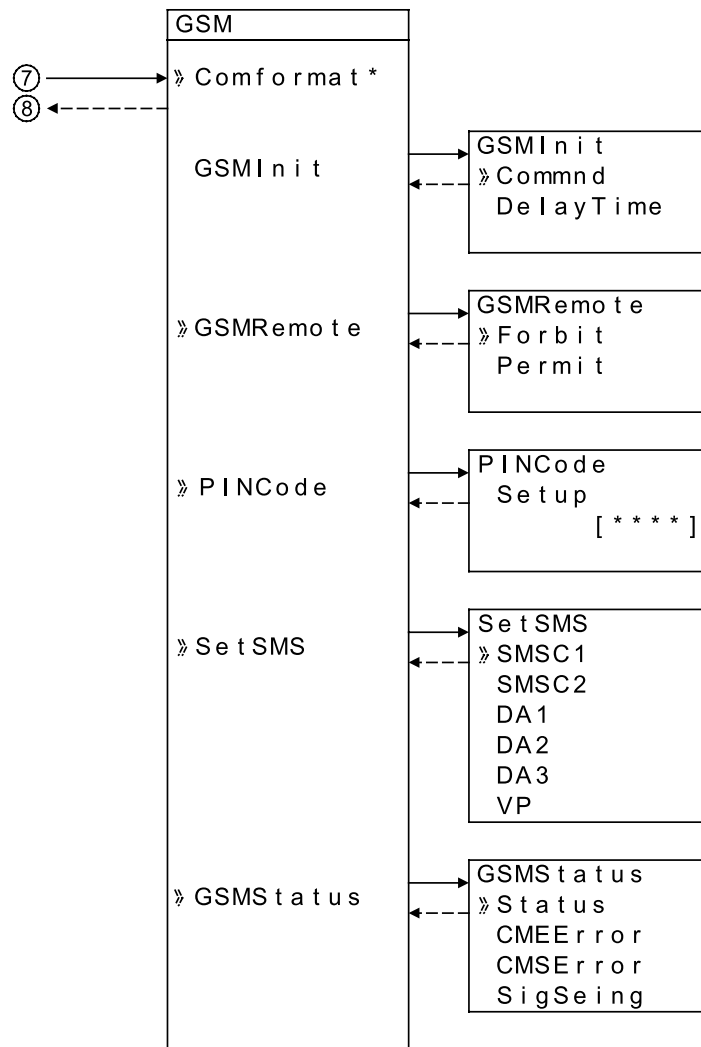 GSM
⑦ » Comformat*
⑧
GSMInit
GSMInit
» Commnd
DelayTime
» GSMRemote
GSMRemote
» Forbit
Permit
» PINCode
PINCode
Setup
[****]
» SetSMS
SetSMS
» SMSC1
SMSC2
DA1
DA2
DA3
VP
» GSMStatus
GSMStatus
» Status
CMEError
CMSError
SigSeing